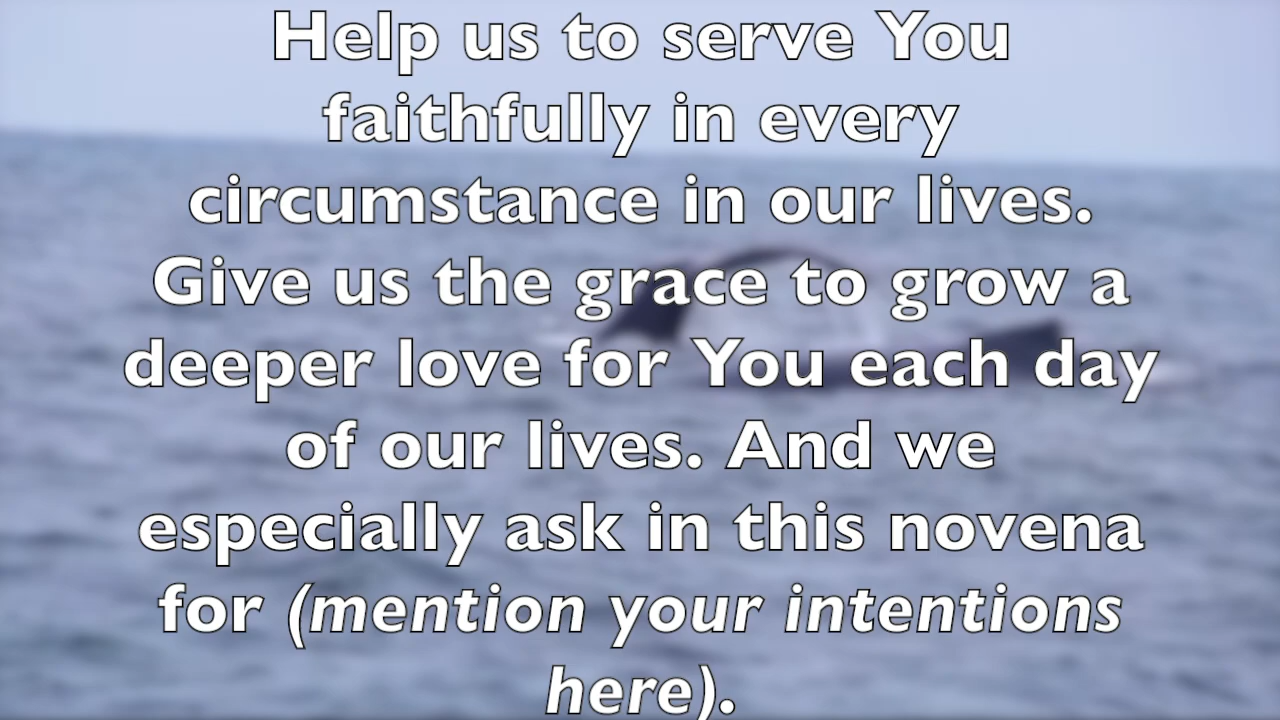 Help us to serve You
faithfully in every
circumstance in our lives.
Give us the grace to grow a
deeper love for You each day
of our lives. And we
especially ask in this novena
for (mention your intentions
here).